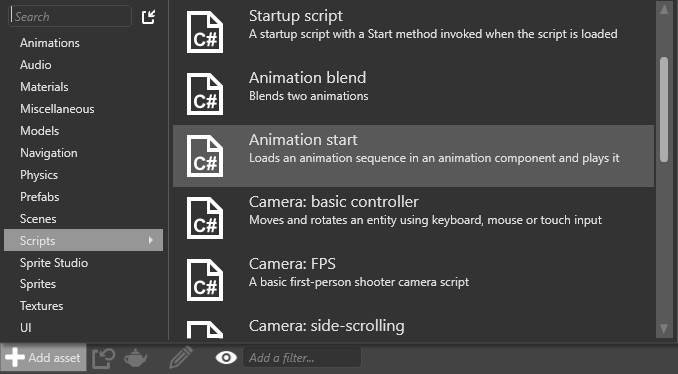 Search
Animations
Audio
Materials
Miscellaneous
Models
Navigation
Physics
Prefabs
Scenes
Scripts
Sprite Studio
Sprites
Textures
UI
C#
Startup script
A startup script with a Start method invoked when the script is loaded
C#
Animation blend
Blends two animations
C#
Animation start
Loads an animation sequence in an animation component and plays it
C#
Camera: basic controller
Moves and rotates an entity using keyboard, mouse or touch input
C#
Camera: FPS
A basic first-person shooter camera script
Camera: side-scrolling
Add asset
Add a filter...